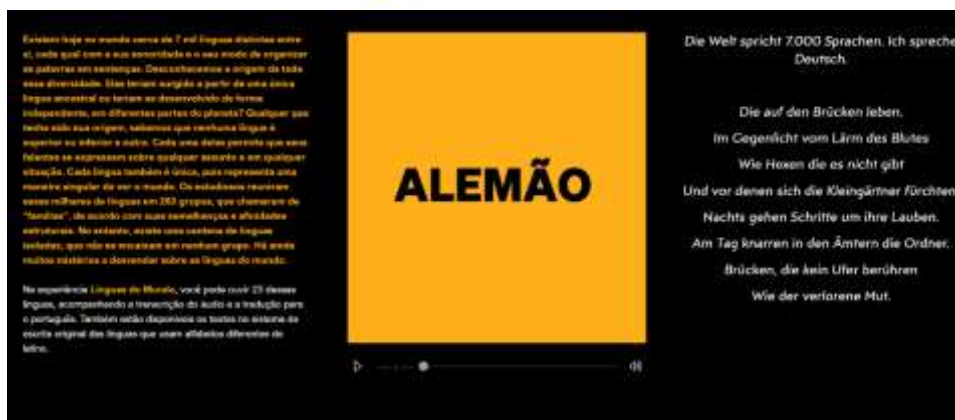 Existem hoje no mundo cerca de 7 mil línguas distintas entre
si, cada qual com a sua sonoridade e o seu modo de organizar
as palavras em sentenças. Desconhecemos a origem de toda
essa diversidade. Elas teriam surgido a partir de uma única
língua ancestral ou teriam se desenvolvido de forma
independente, em diferentes partes do planeta? Qualquer que
tenha sido sua origem, sabemos que nenhuma língua é
superior ou inferior a outra. Cada uma delas permite que seus
falantes se expressem sobre qualquer assunto e em qualquer
situação. Cada língua também é única, pois representa uma
maneira singular de ver o mundo. Os estudiosos reuniram
esses milhares de línguas em 263 grupos, que chamaram de
"famílias", de acordo com suas semelhanças e afinidades
estruturais. No entanto, existe uma centena de línguas
isoladas, que não se encaixam em nenhum grupo. Há ainda
muitos mistérios a desvendar sobre as línguas do mundo.
Na experiência Línguas do Mundo, você pode ouvir 23 dessas
línguas, acompanhando a transcrição do áudio e a tradução para
o português. Também estão disponíveis os textos no sistema de
escrita original das línguas que usam alfabetos diferentes do
latino.
ALEMÃO
Die Welt spricht 7.000 Sprachen. Ich spreche
Deutsch.
Die auf den Brücken leben.
Im Gegenlicht vom Lärm des Blutes
Wie Hexen die es nicht gibt
Und vor denen sich die Kleingärtner fürchten
Nachts gehen Schritte um ihre Lauben.
Am Tag knarren in den Ämtern die Ordner.
Brücken, die kein Ufer berühren
Wie der verlorene Mut.